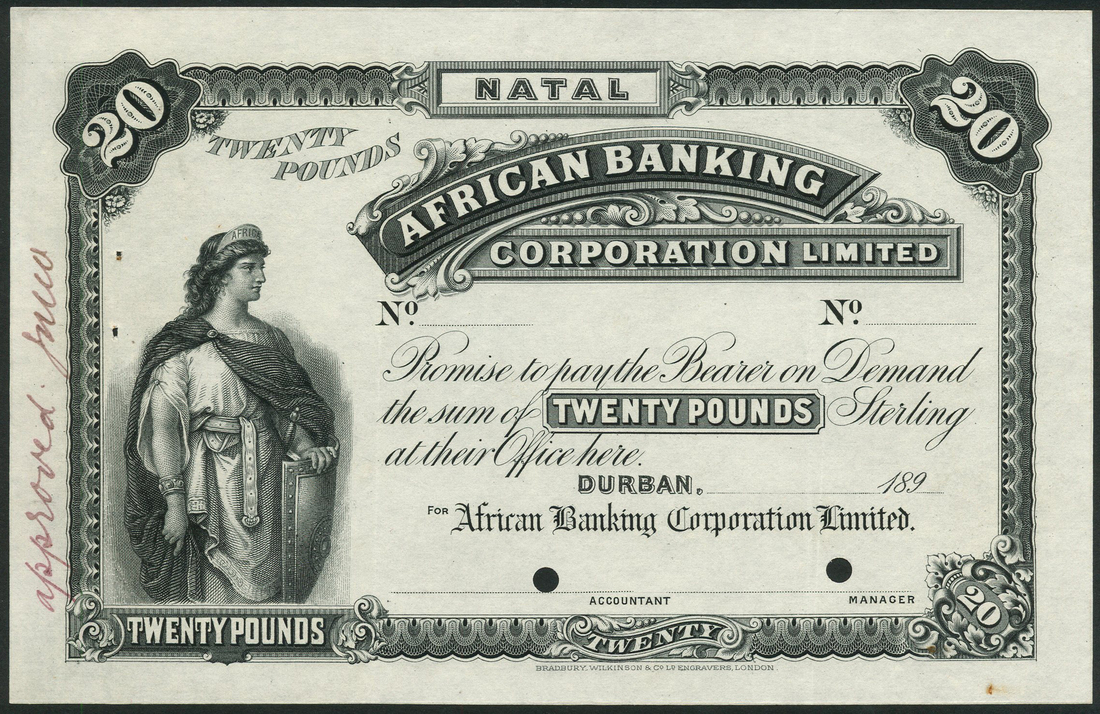 NATAL
20
20
TWENTY
POUNDS
AFRICAN BANKING
CORPORATION LIMITED
AFRICA
No. No.
Promise to pay the Bearer on Demand
the sum of TWENTY POUNDS Sterling
at their Office here.
DURBAN, 189
FOR African Banking Corporation Limited.
ACCOUNTANT MANAGER
TWENTY POUNDS
TWENTY
20
BRADBURY, WILKINSON & Co. Ld. ENGRAVERS, LONDON.
approved